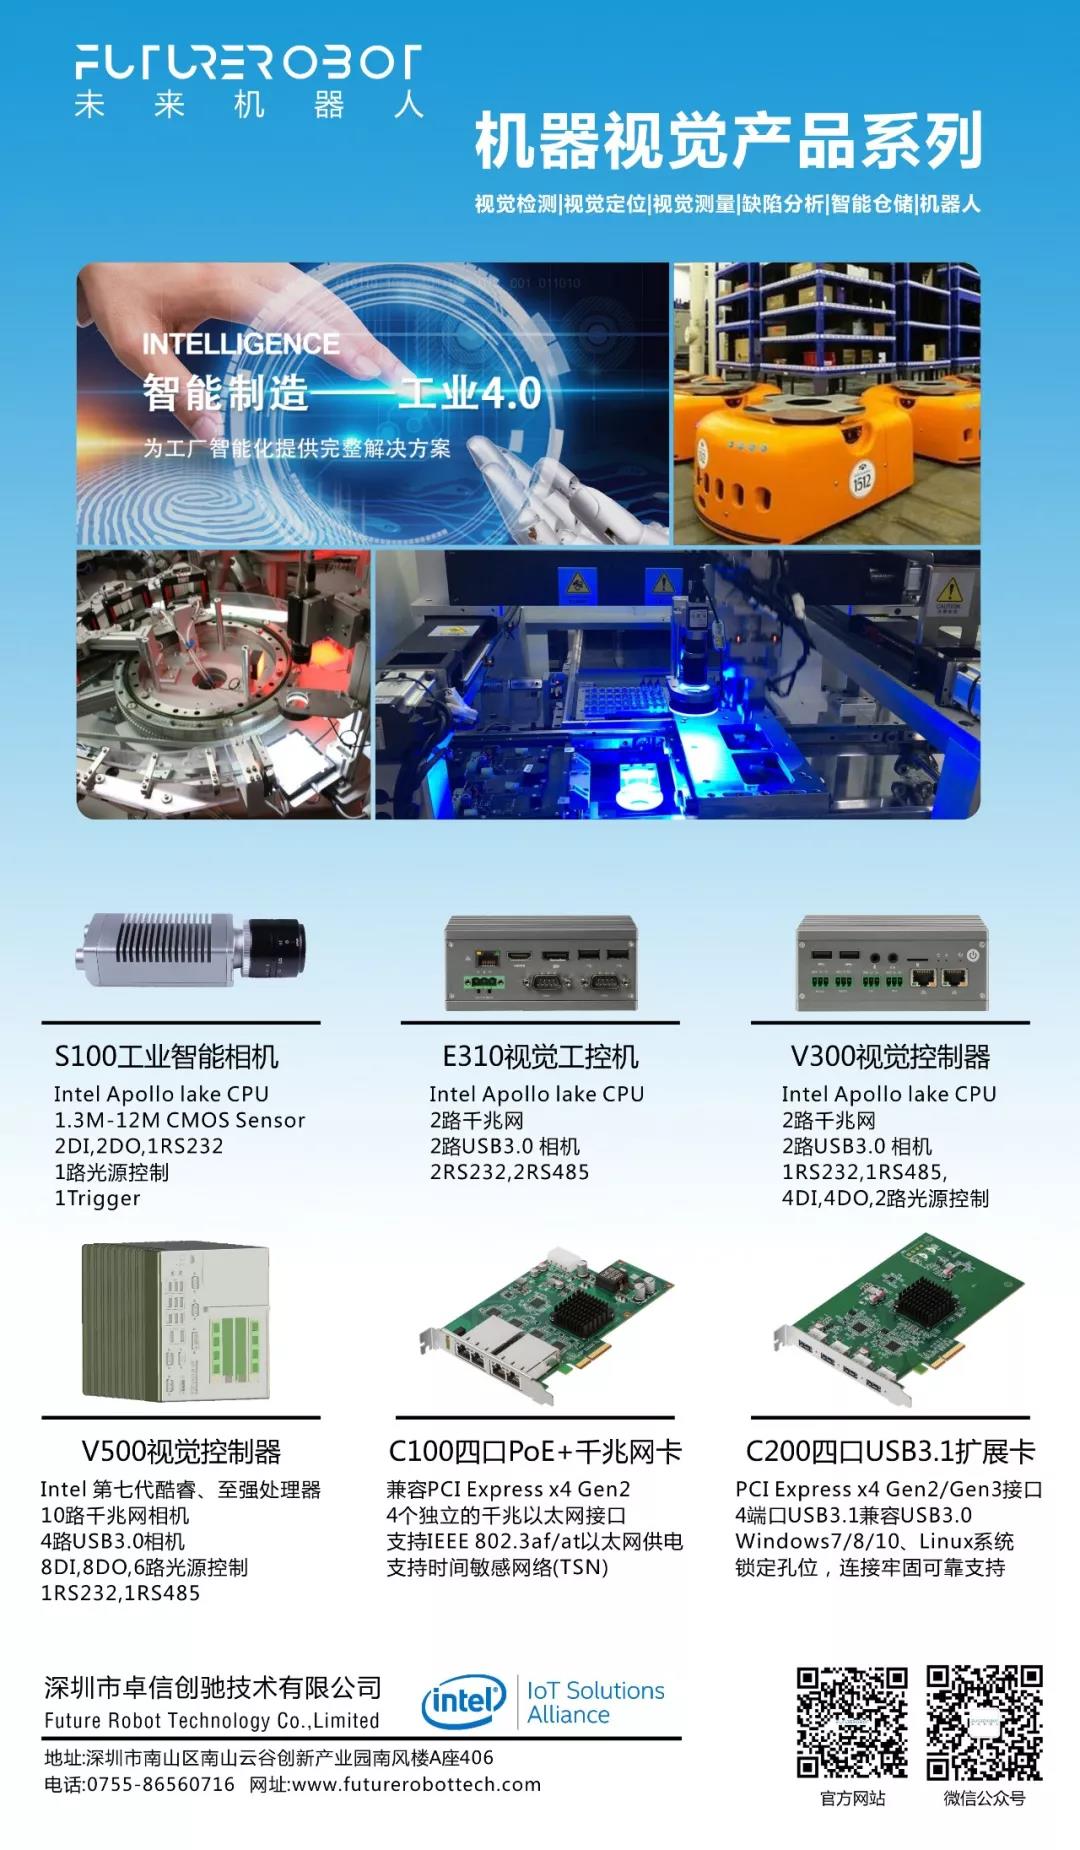 FUTUREROBOT
未来机器人
机器视觉产品系列
视觉检测|视觉定位|视觉测量|缺陷分析|智能仓储|机器人
001 011010
INTELLIGENCE
智能制造——工业4.0
为工厂智能化提供完整解决方案
1512
CAUTION
S100工业智能相机
Intel Apollo lake CPU
1.3M-12M CMOS Sensor
2DI,2DO,1RS232
1路光源控制
1Trigger
E310视觉工控机
Intel Apollo lake CPU
2路千兆网
2路USB3.0 相机
2RS232,2RS485
V300视觉控制器
Intel Apollo lake CPU
2路千兆网
2路USB3.0 相机
1RS232,1RS485,
4DI,4DO,2路光源控制
V500视觉控制器
Intel 第七代酷睿、至强处理器
10路千兆网相机
4路USB3.0相机
8DI,8DO,6路光源控制
1RS232,1RS485
C100四口PoE+千兆网卡
兼容PCI Express x4 Gen2
4个独立的千兆以太网接口
支持IEEE 802.3af/at以太网供电
支持时间敏感网络(TSN)
C200四口USB3.1扩展卡
PCI Express x4 Gen2/Gen3接口
4端口USB3.1兼容USB3.0
Windows7/8/10、Linux系统
锁定孔位，连接牢固可靠支持
深圳市卓信创驰技术有限公司
Future Robot Technology Co.,Limited
intel
IoT Solutions
Alliance
地址:深圳市南山区南山云谷创新产业园南风楼A座406
电话:0755-86560716 网址:www.futurerobottech.com
官方网站
微信公众号